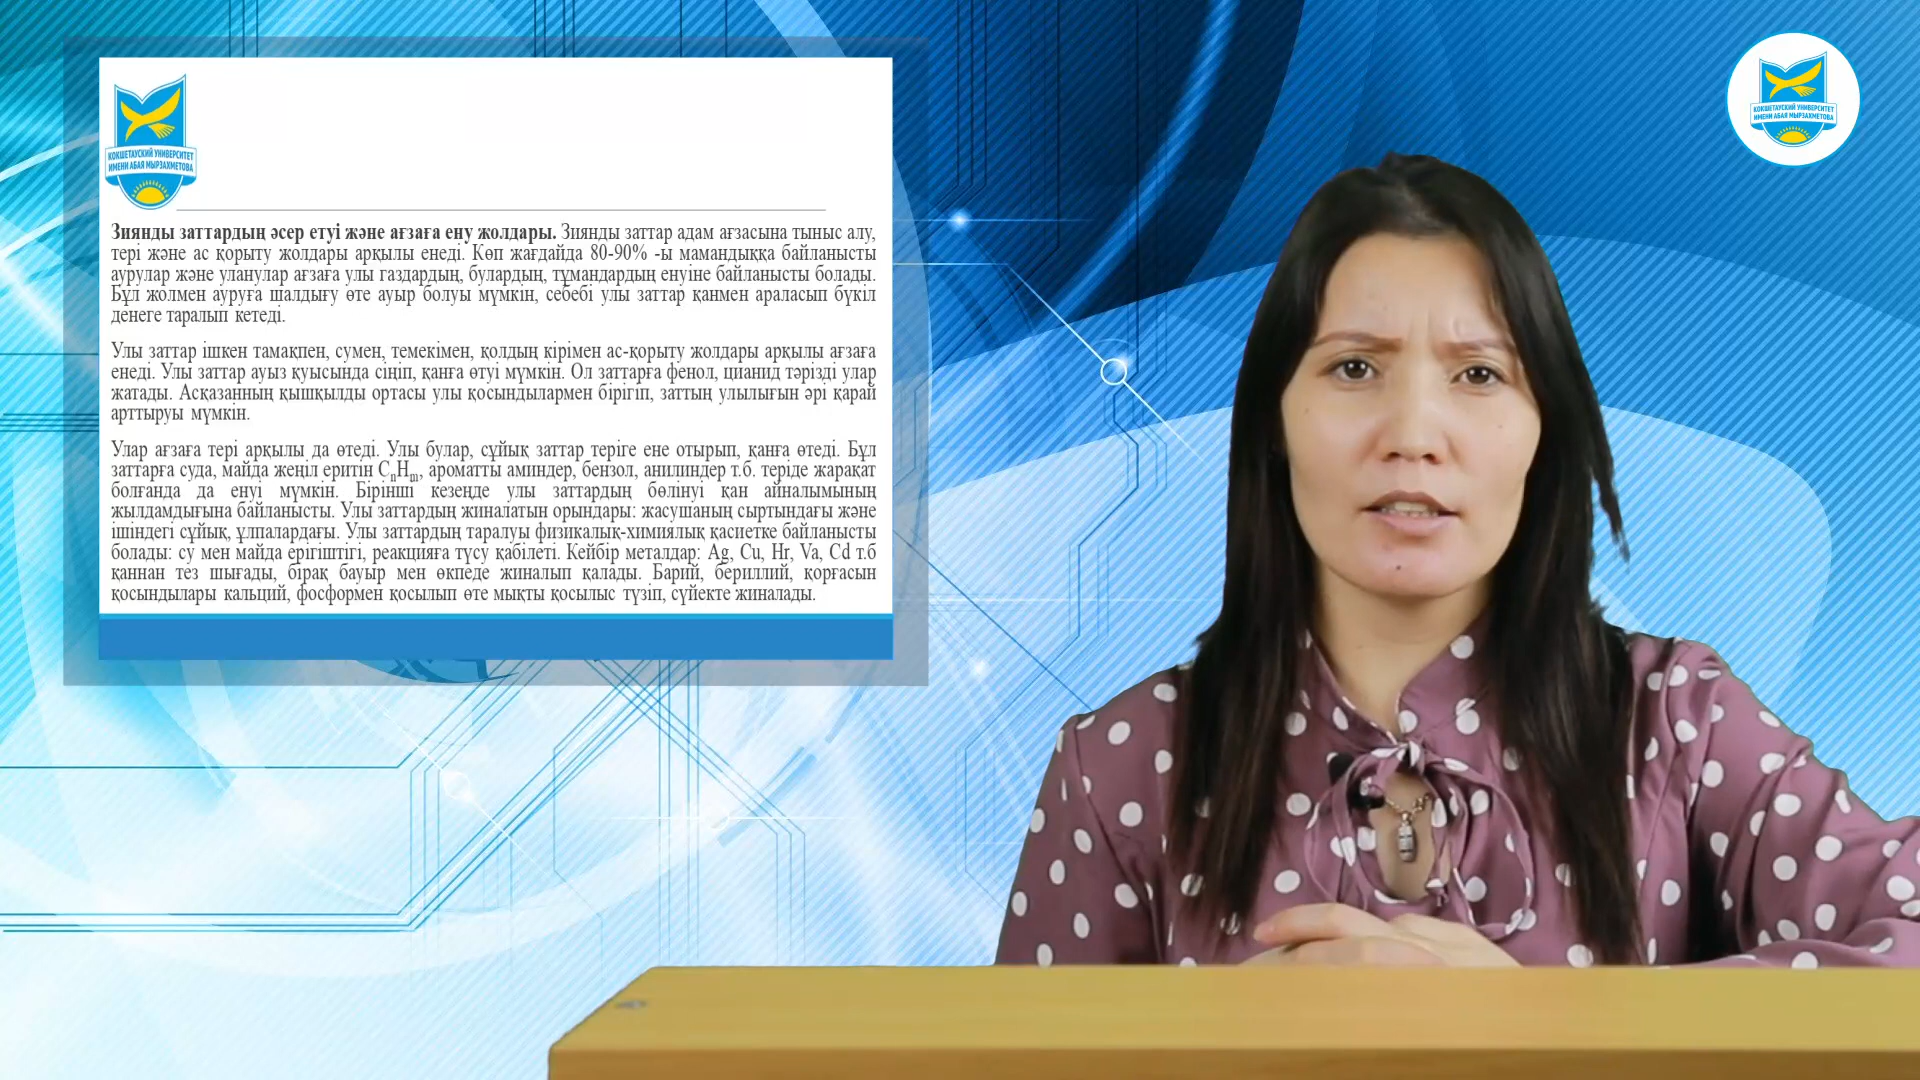 КОКШЕТАУСКИЙ УНИВЕРСИТЕТ
ИМЕНИ АБАЯ МЫРЗАХМЕТОВА
КОКШЕТАУСКИЙ УНИВЕРСИТЕТ
ИМЕНИ АБАЯ МЫРЗАХМЕТОВА
Зиянды заттардың әсер етуі және ағзаға ену жолдары. Зиянды заттар адам ағзасына тыныс алу,
тері және ас қорыту жолдары арқылы енеді. Көп жағдайда 80-90% -ы мамандыққа байланысты
аурулар және уланулар ағзаға улы газдардың, булардың, тұмандардың енуіне байланысты болады.
Бұл жолмен ауруға шалдығу өте ауыр болуы мүмкін, себебі улы заттар қанмен араласып бүкіл
денеге таралып кетеді.
Улы заттар ішкен тамақпен, сумен, темекімен, қолдың кірімен ас-қорыту жолдары арқылы ағзаға
енеді. Улы заттар ауыз қуысында сіңіп, қанға өтуі мүмкін. Ол заттарға фенол, цианид тәрізді улар
жатады. Асқазанның қышқылды ортасы улы қосындылармен бірігіп, заттың улылығын әрі қарай
арттыруы мүмкін.
Улар ағзаға тері арқылы да өтеді. Улы булар, сұйық заттар теріге ене отырып, қанға өтеді. Бұл
заттарға суда, майда жеңіл еритін CnHm, ароматты аминдер, бензол, анилиндер т.б. теріде жарақат
болғанда да енуі мүмкін. Бірінші кезеңде улы заттардың бөлінуі қан айналымының
жылдамдығына байланысты. Улы заттардың жиналатын орындары: жасушаның сыртындағы және
ішіндегі сұйық, ұлпалардағы. Улы заттардың таралуы физикалық-химиялық қасиетке байланысты
болады: су мен майда ерігіштігі, реакцияға түсу қабілеті. Кейбір металдар: Ag, Cu, Hr, Va, Cd т.б
қаннан тез шығады, бірақ бауыр мен өкпеде жиналып қалады. Барий, бериллий, қорғасын
қосындылары кальций, фосформен қосылып өте мықты қосылыс түзіп, сүйекте жиналады.